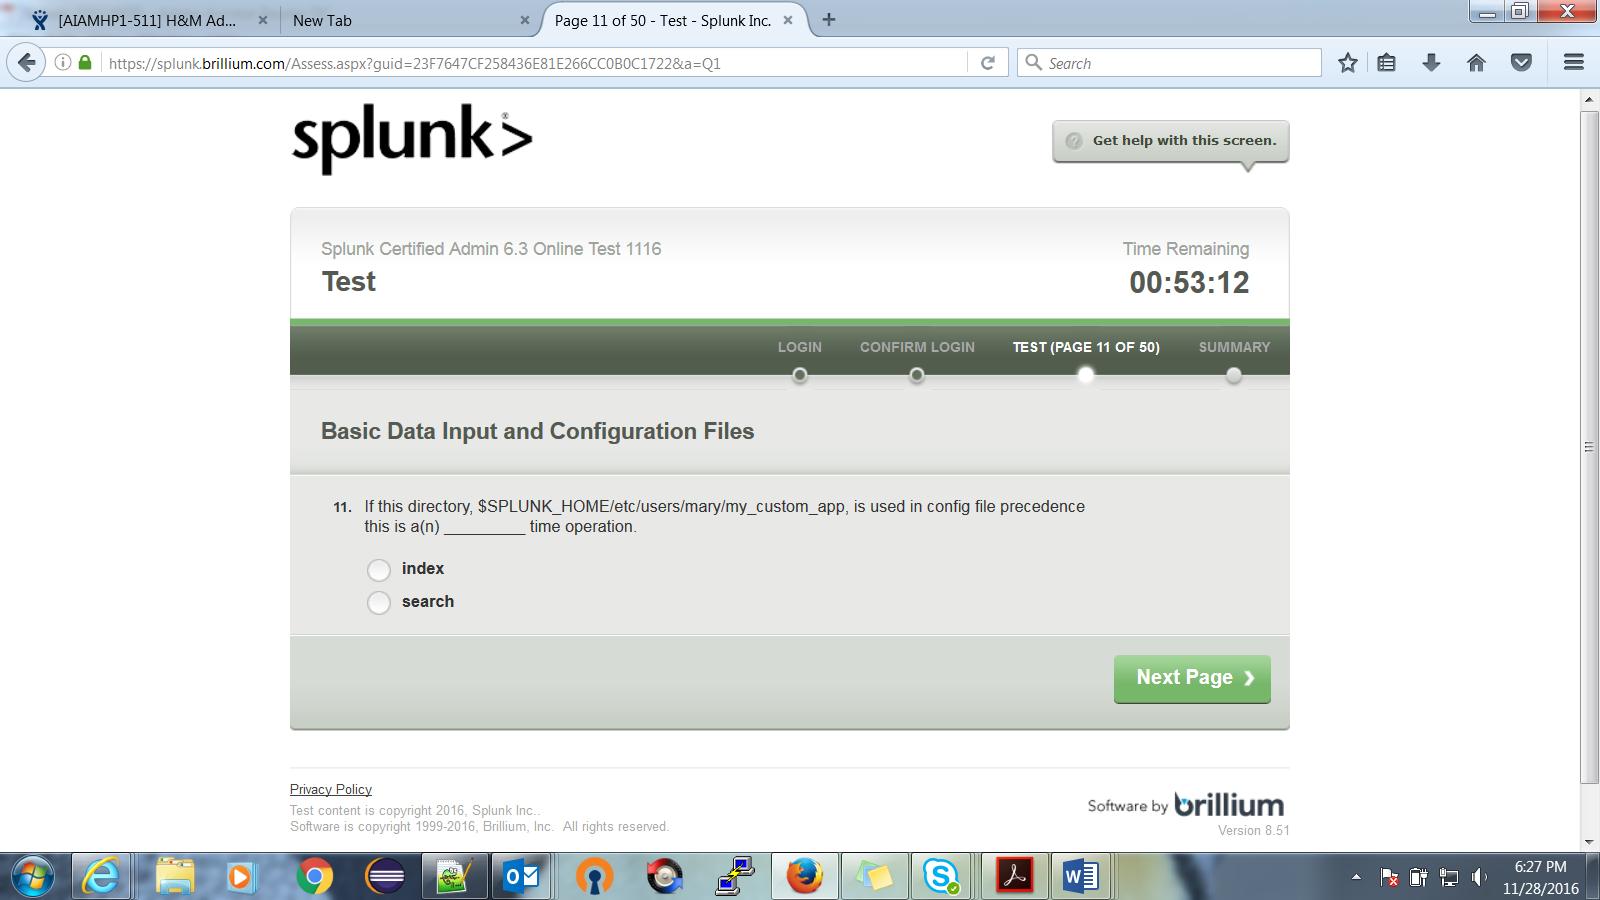 [AIAMHP1-511] H&M Ad...
New Tab
Page 11 of 50 - Test - Splunk Inc.
https://splunk.brillium.com/Assess.aspx?guid=23F7647CF258436E81E266CC0B0C1722&a=Q1
Search
splunk>
Get help with this screen.
Splunk Certified Admin 6.3 Online Test 1116
Time Remaining
Test
00:53:12
LOGIN
CONFIRM LOGIN
TEST (PAGE 11 OF 50)
SUMMARY
Basic Data Input and Configuration Files
11. If this directory, $SPLUNK_HOME/etc/users/mary/my_custom_app, is used in config file precedence
this is a(n) _________ time operation.
index
search
Next Page
Privacy Policy
Test content is copyright 2016, Splunk Inc..
Software is copyright 1999-2016, Brillium, Inc. All rights reserved.
Software by brillium
Version 8.51
6:27 PM
11/28/2016